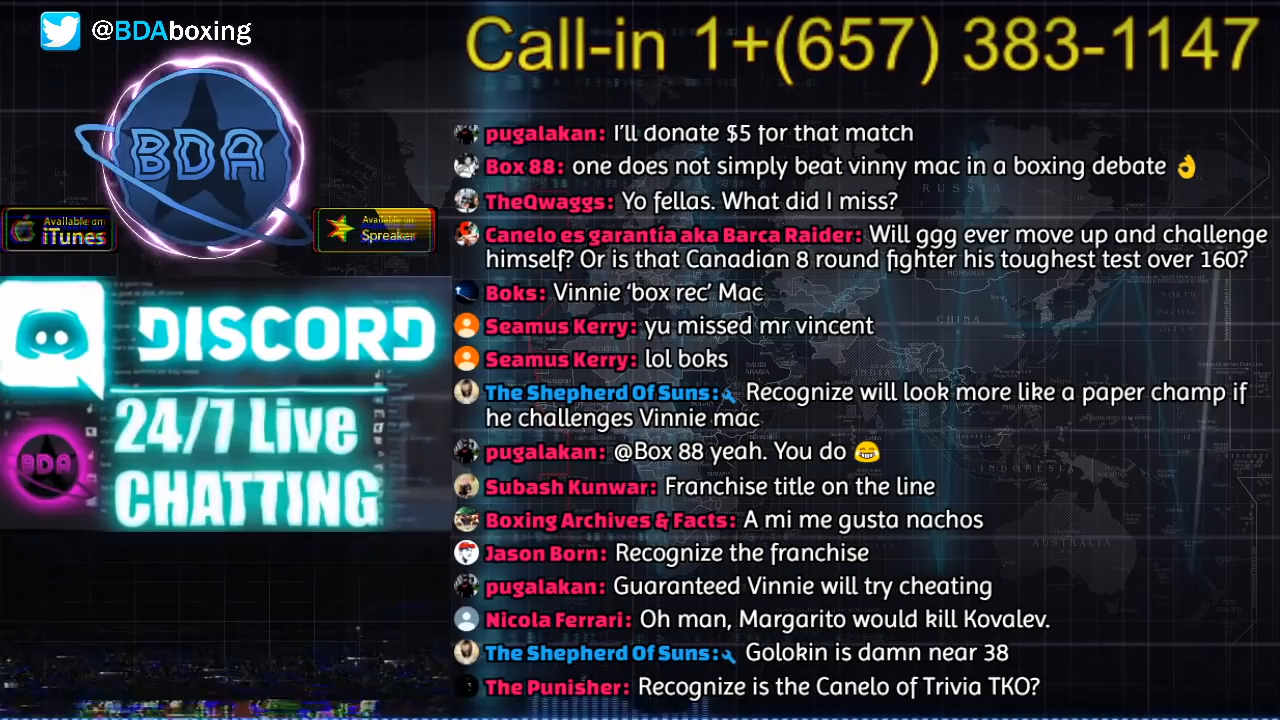 @BDAboxing
Call-in 1+(657) 383-1147
BDA
Available on
iTunes
Available on
Spreaker
DISCORD
24/7 Live
CHATTING
BDA
pugalakan: I'll donate $5 for that match
Box 88: one does not simply beat vinny mac in a boxing debate 👌
TheQwaggs: Yo fellas. What did I miss?
Canelo es garantía aka Barca Raider: Will ggg ever move up and challenge
himself? Or is that Canadian 8 round fighter his toughest test over 160?
Boks: Vinnie ‘box rec’ Mac
Seamus Kerry: yu missed mr vincent
Seamus Kerry: lol boks
The Shepherd Of Suns: Recognize will look more like a paper champ if
he challenges Vinnie mac
pugalakan: @Box 88 yeah. You do 😂
Subash Kunwar: Franchise title on the line
Boxing Archives & Facts: A mi me gusta nachos
Jason Born: Recognize the franchise
pugalakan: Guaranteed Vinnie will try cheating
Nicola Ferrari: Oh man, Margarito would kill Kovalev.
The Shepherd Of Suns: Golokin is damn near 38
The Punisher: Recognize is the Canelo of Trivia TKO?
RUSSIA
MONGOLIA
CHINA
SAUDI
ARABIA
INDONESIA
AUSTRALIA